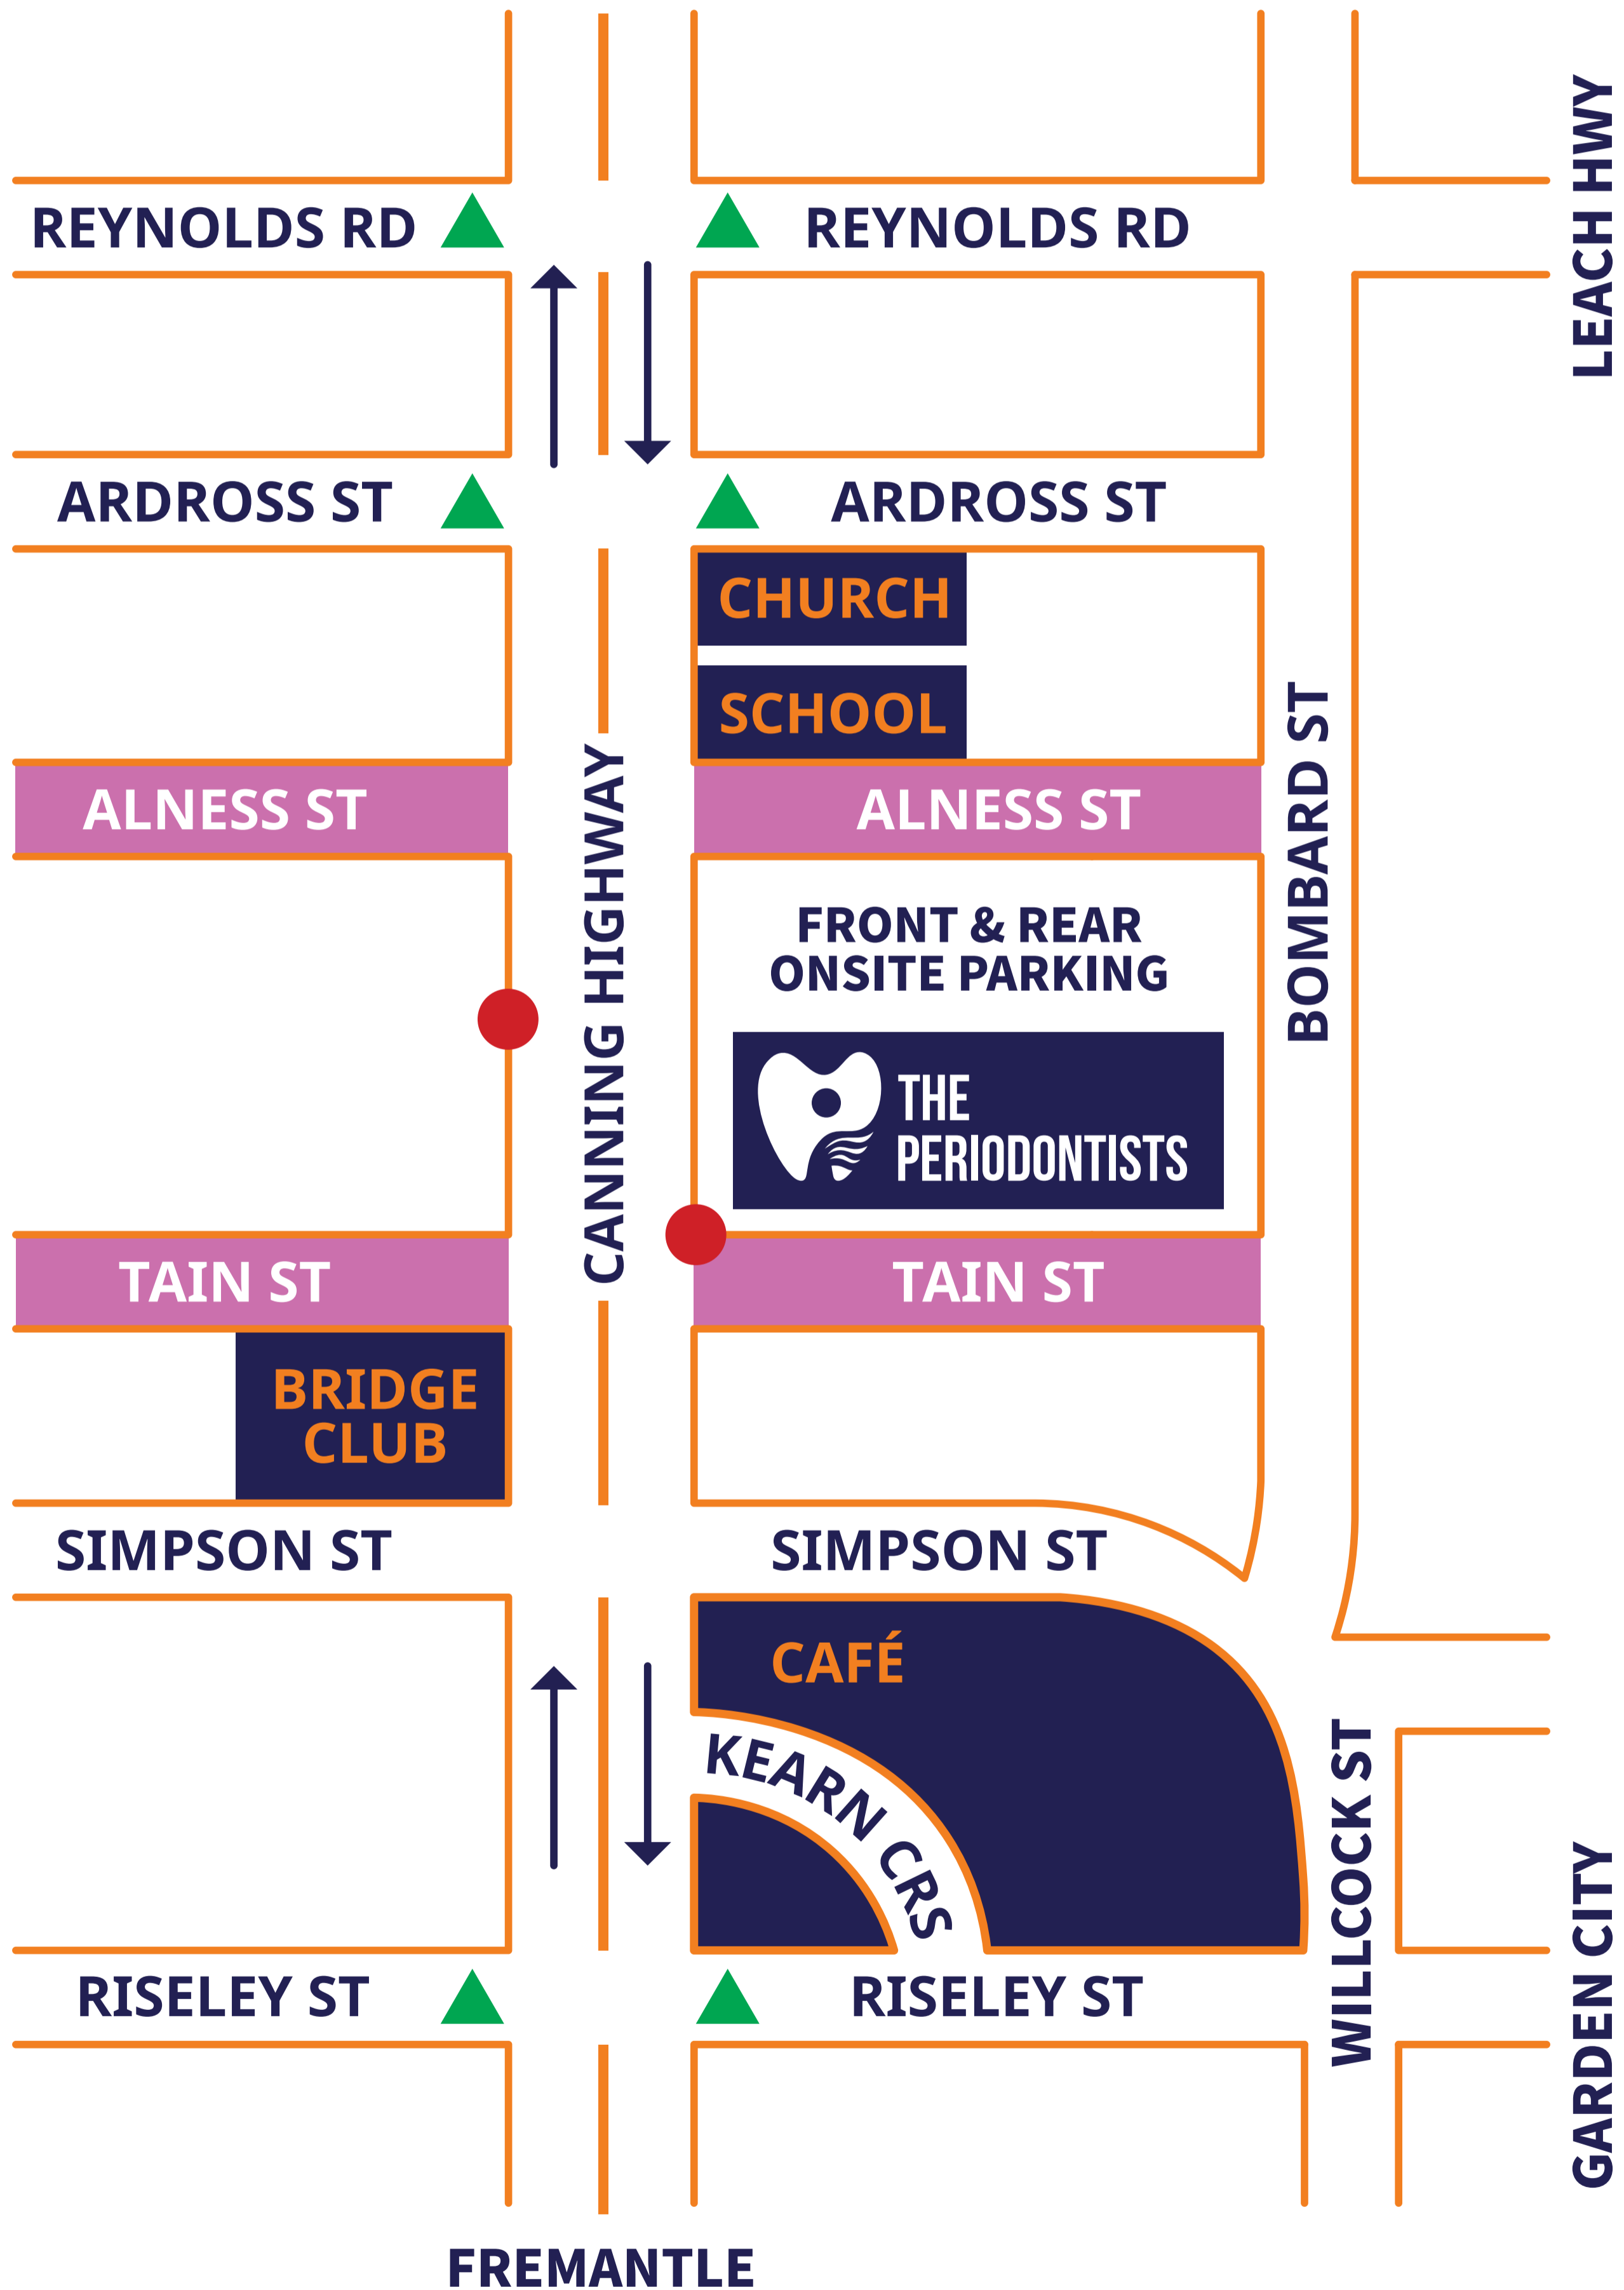 LEACH HWY
REYNOLDS RD
REYNOLDS RD
ARDROSS ST
ARDROSS ST
CHURCH
SCHOOL
BOMBARD ST
CANNING HIGHWAY
ALNESS ST
ALNESS ST
FRONT & REAR
ONSITE PARKING
THE
PERIODONTISTS
TAIN ST
TAIN ST
BRIDGE
CLUB
SIMPSON ST
SIMPSON ST
CAFÉ
KEARN CRS
WILLCOCK ST
GARDEN CITY
RISELEY ST
RISELEY ST
FREMANTLE